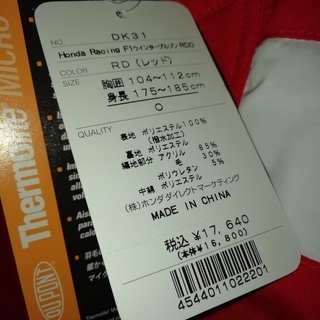 NO. DK31
Honda Racing F1ウインターブルゾン RDO
COLOR RD(レッド)
SIZE 胸囲 104〜112cm
身長 175〜185cm
O
QUALITY 表地 ポリエステル100%
(撥水加工)
裏地 ポリエステル 65%
編地部分 アクリル 30%
毛 5%
ポリウレタン
中綿 ポリエステル
(株)ホンダダイレクトマーケティング
MADE IN CHINA
税込 ¥17,640
(本体¥16,800)
4544011022201
Thermolite MICRO
DUPONT